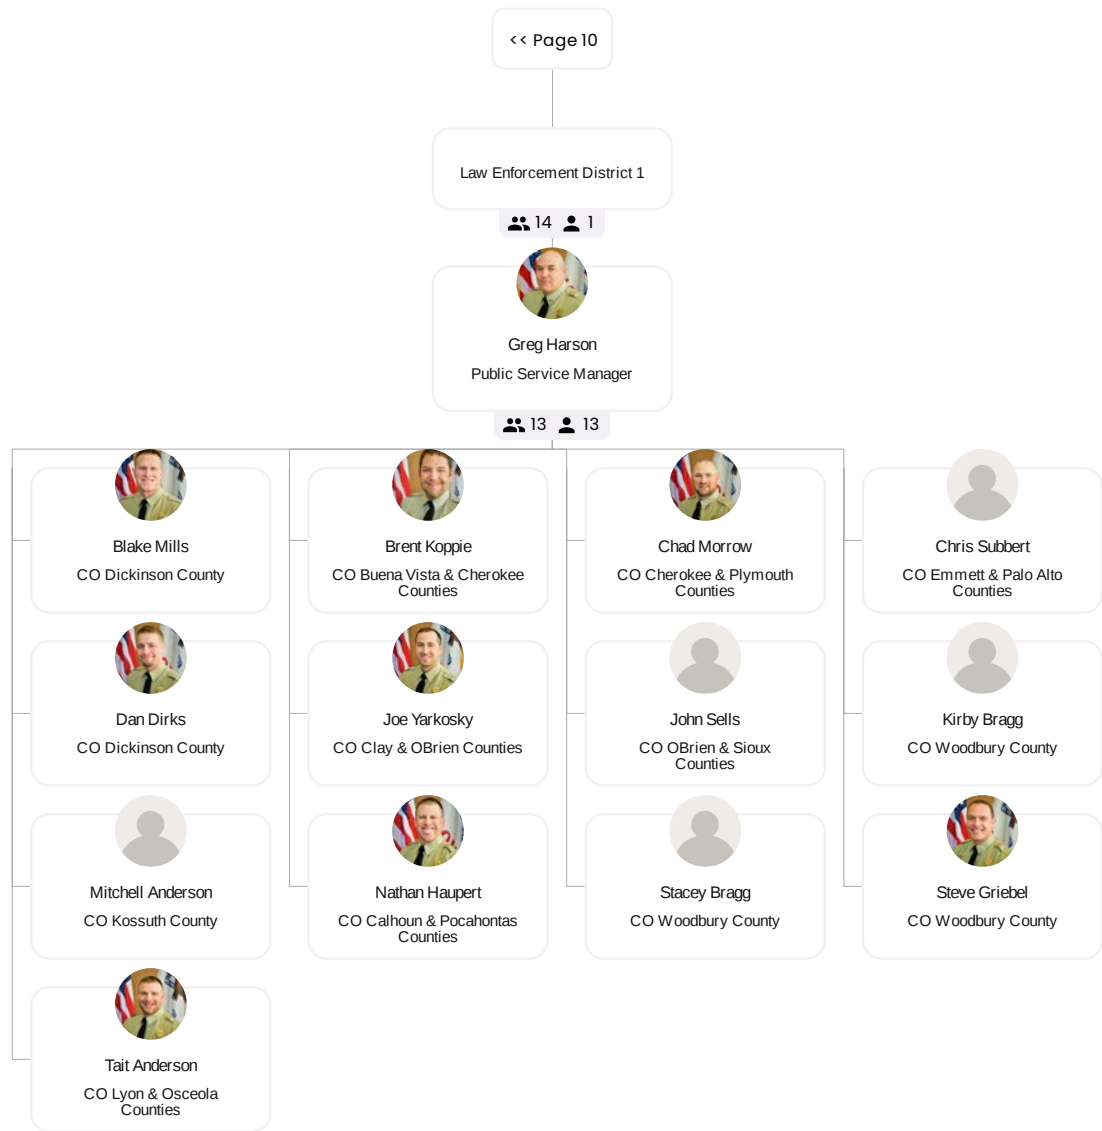 << Page 10
Law Enforcement District 1
14 1
Greg Harson
Public Service Manager
13 13
Blake Mills
CO Dickinson County
Brent Koppie
CO Buena Vista & Cherokee
Counties
Chad Morrow
CO Cherokee & Plymouth
Counties
Chris Subbert
CO Emmett & Palo Alto
Counties
Dan Dirks
CO Dickinson County
Joe Yarkosky
CO Clay & OBrien Counties
John Sells
CO OBrien & Sioux
Counties
Kirby Bragg
CO Woodbury County
Mitchell Anderson
CO Kossuth County
Nathan Haupert
CO Calhoun & Pocahontas
Counties
Stacey Bragg
CO Woodbury County
Steve Griebel
CO Woodbury County
Tait Anderson
CO Lyon & Osceola
Counties